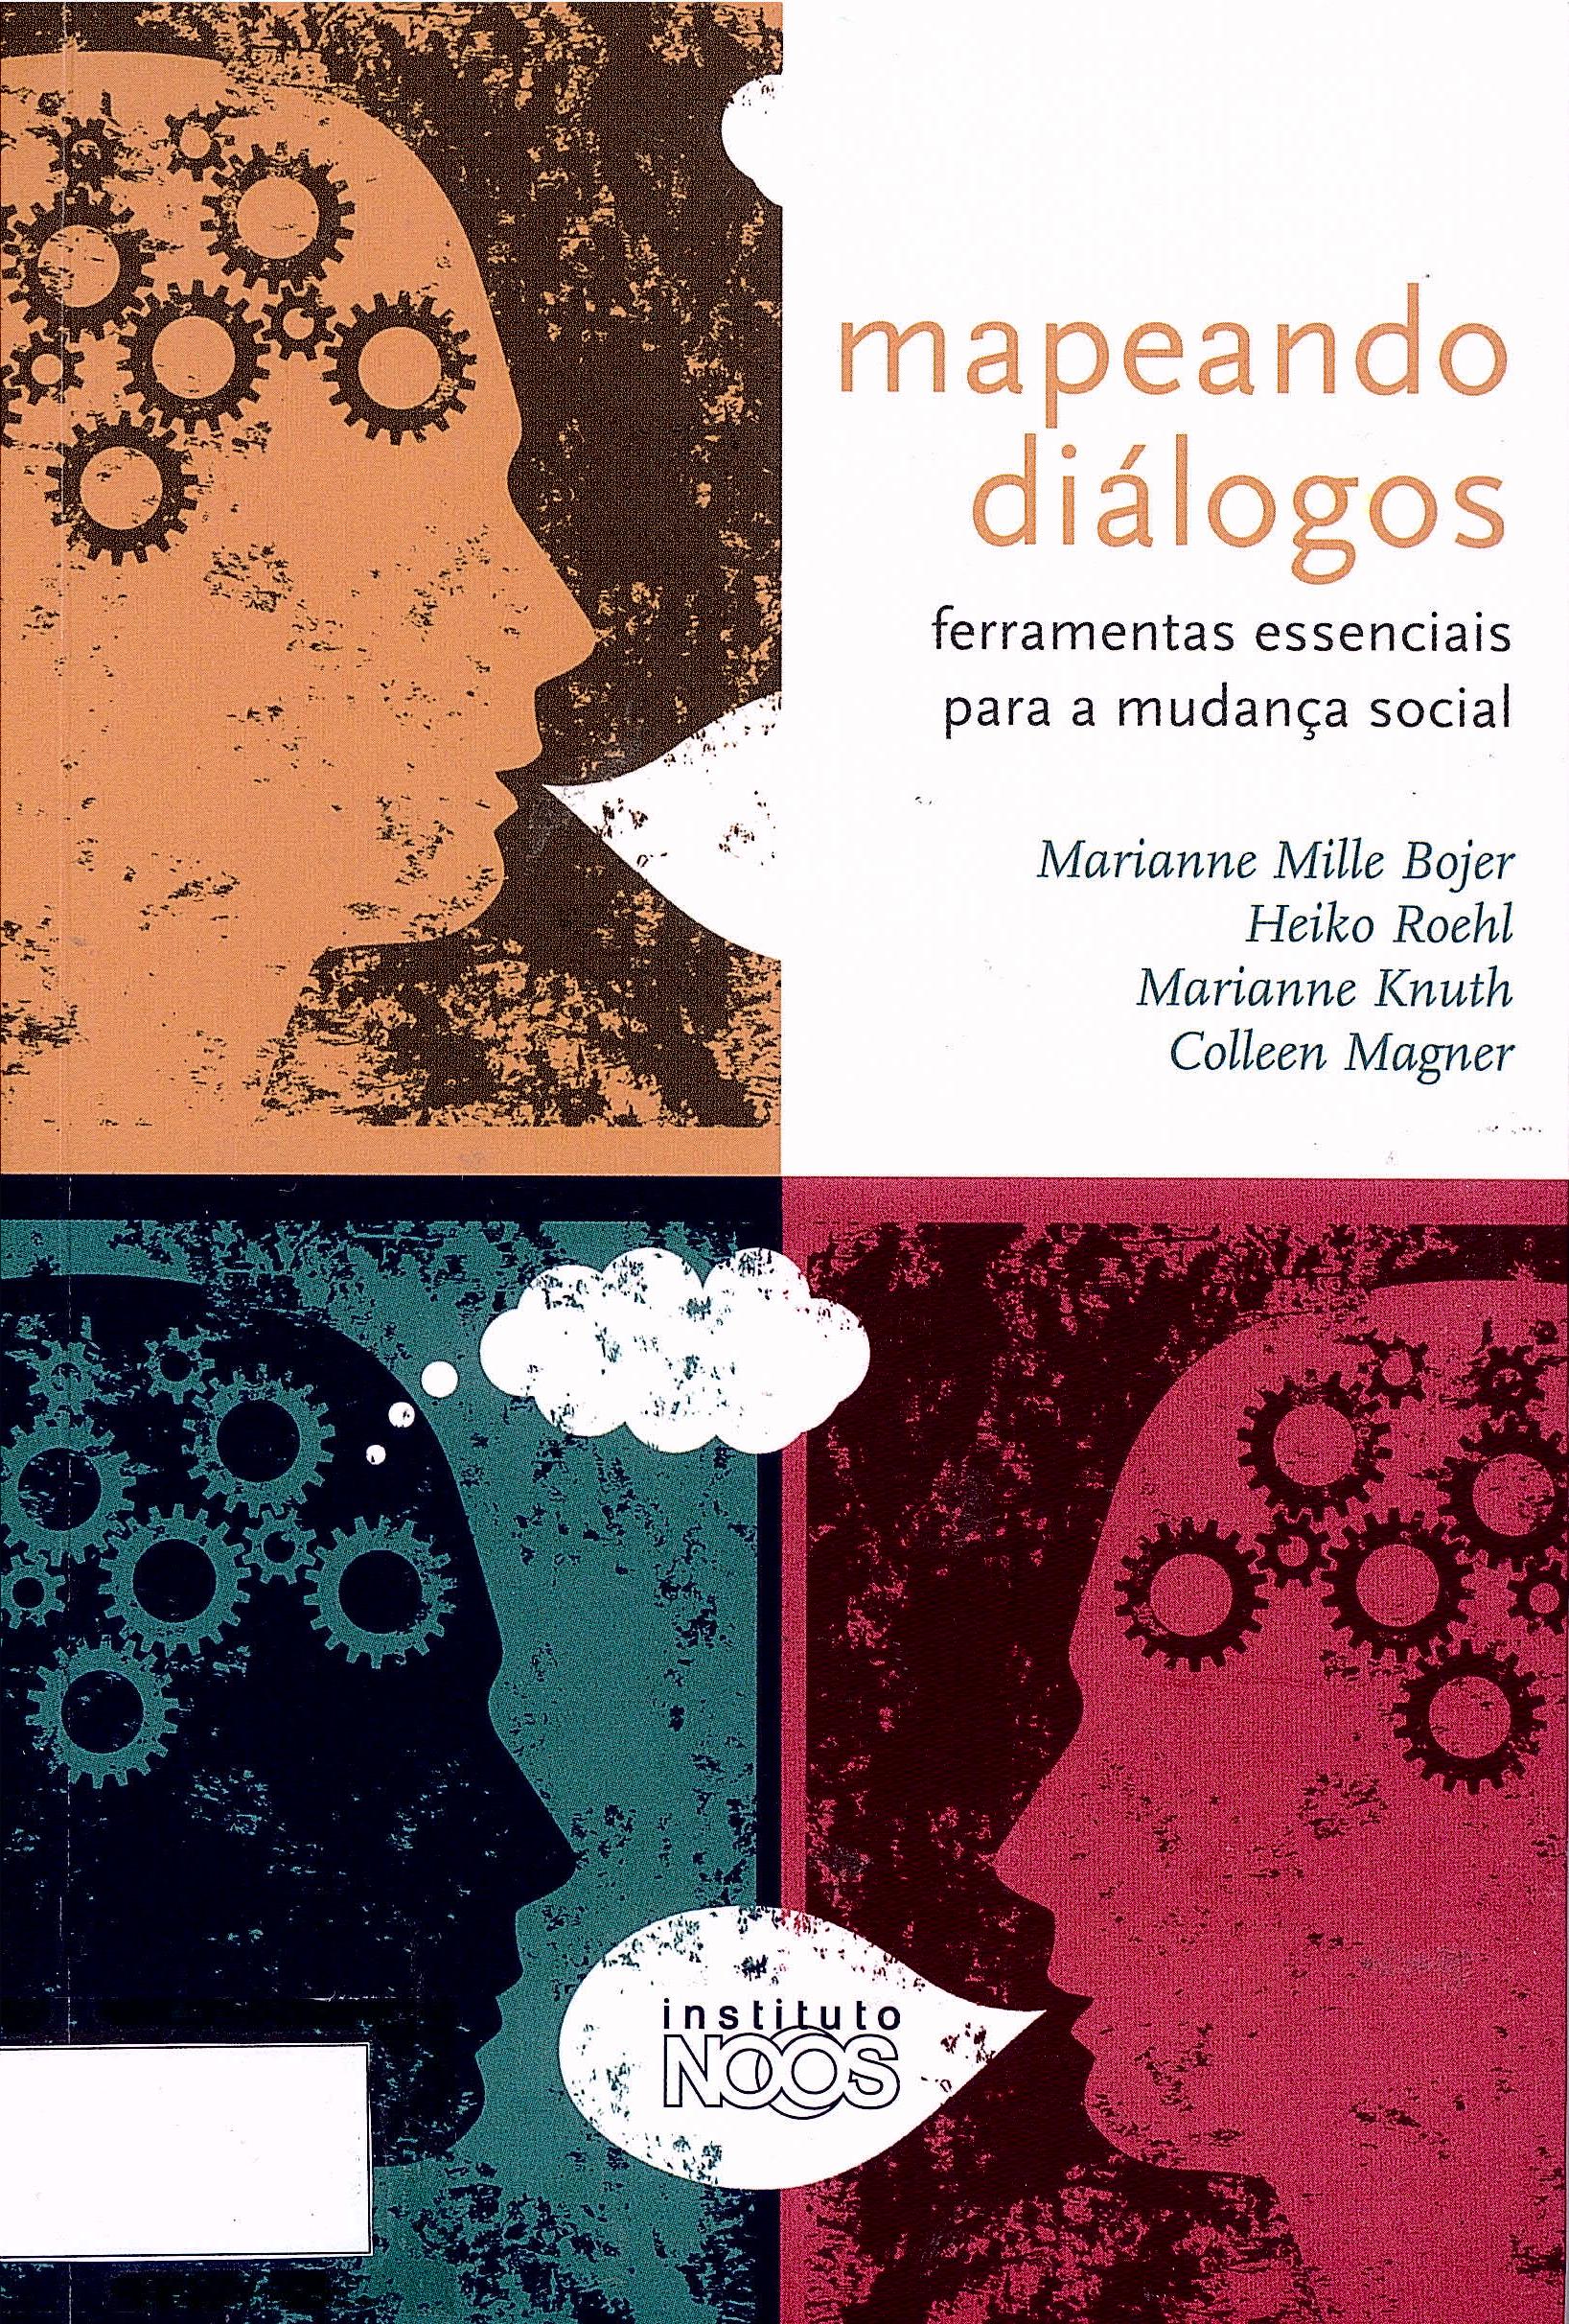 mapeando
diálogos
ferramentas essenciais
para a mudança social
Marianne Mille Bojer
Heiko Roehl
Marianne Knuth
Colleen Magner
instituto
NOOS